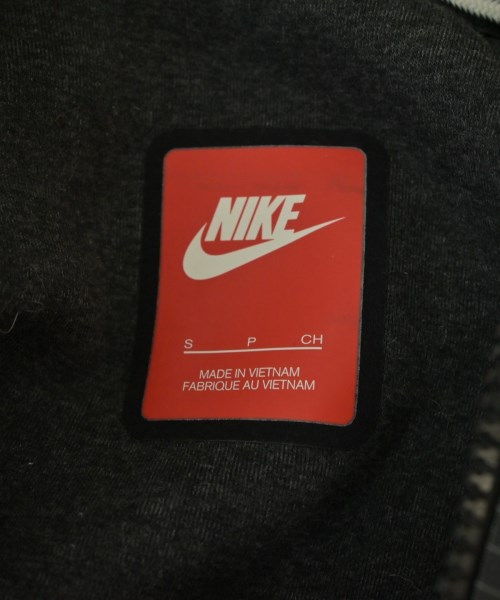 NIKE
S P CH
MADE IN VIETNAM
FABRIQUE AU VIETNAM